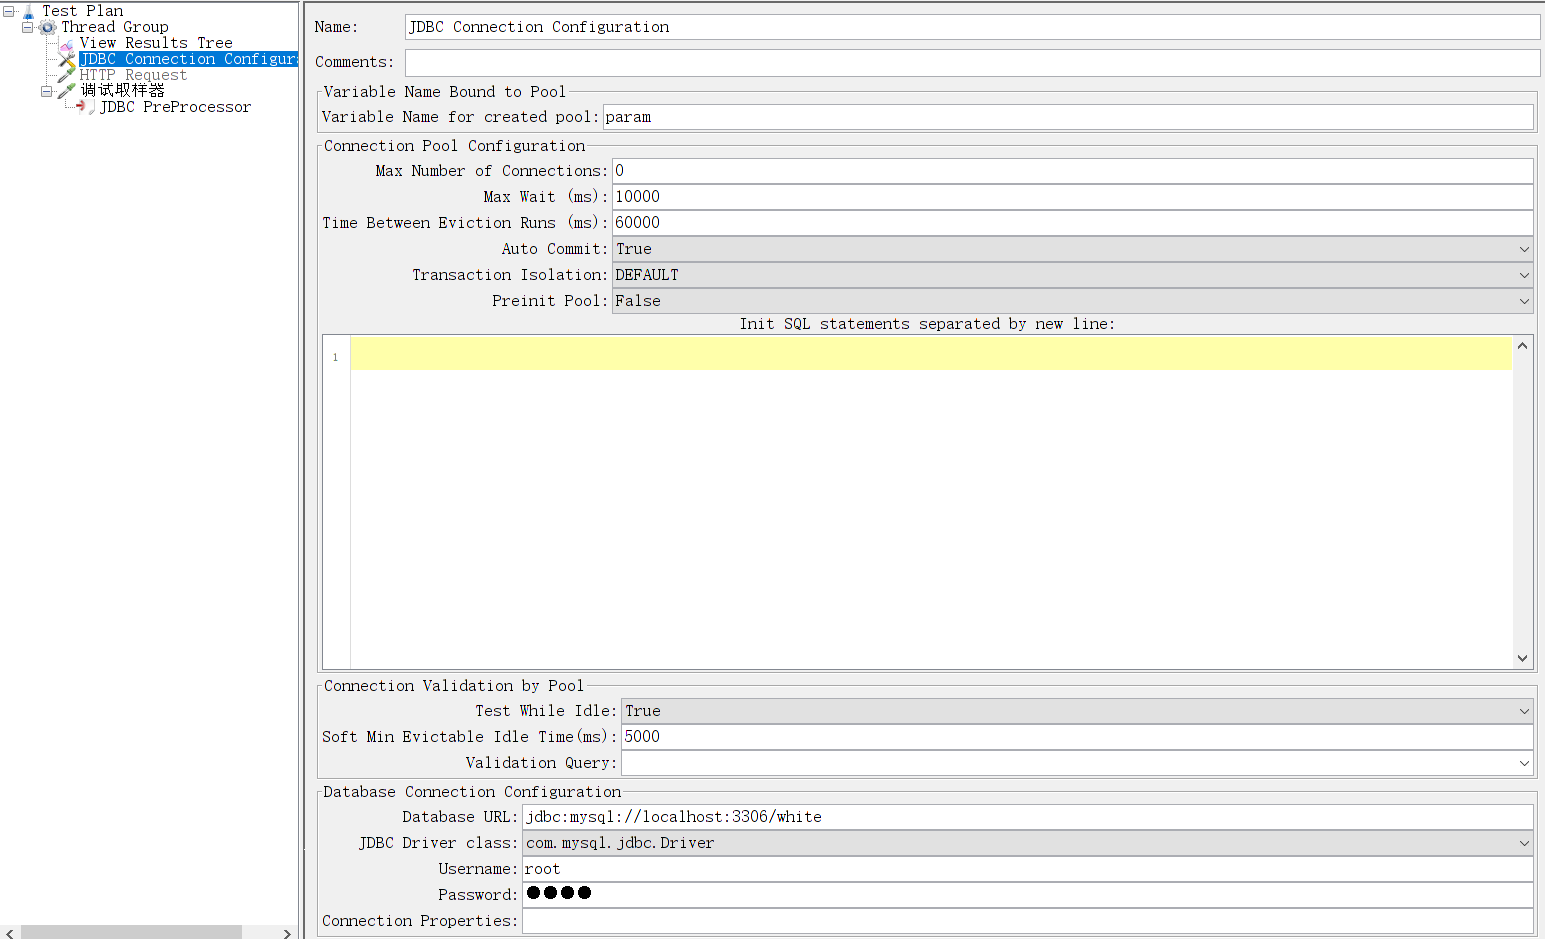 Test Plan
Thread Group
View Results Tree
JDBC Connection Configura
HTTP Request
调试取样器
JDBC PreProcessor
Name: JDBC Connection Configuration
Comments:
Variable Name Bound to Pool
Variable Name for created pool: param
Connection Pool Configuration
Max Number of Connections: 0
Max Wait (ms): 10000
Time Between Eviction Runs (ms): 60000
Auto Commit: True
Transaction Isolation: DEFAULT
Preinit Pool: False
Init SQL statements separated by new line:
1
Connection Validation by Pool
Test While Idle: True
Soft Min Evictable Idle Time(ms): 5000
Validation Query:
Database Connection Configuration
Database URL: jdbc:mysql://localhost:3306/white
JDBC Driver class: com.mysql.jdbc.Driver
Username: root
Password: ●●●●
Connection Properties: